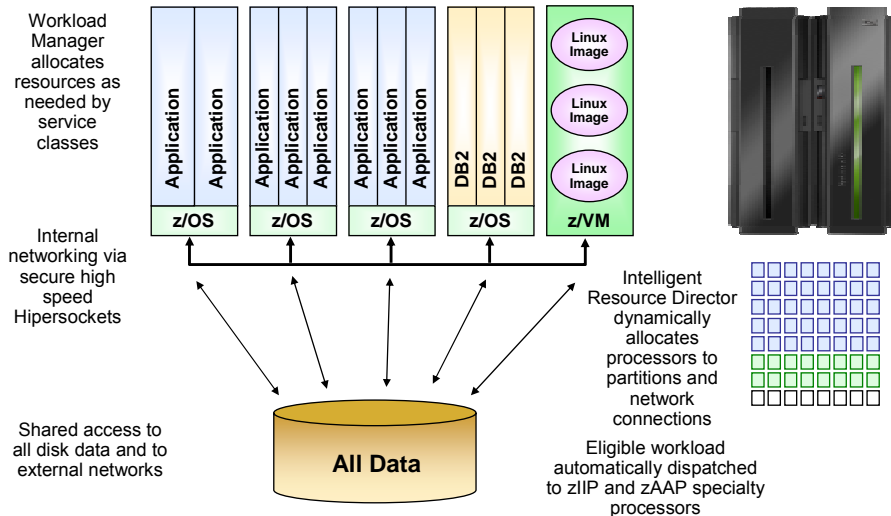 Workload
Manager
allocates
resources as
needed by
service
classes
Application
Application
z/OS
Application
Application
Application
z/OS
Application
Application
Application
z/OS
DB2
DB2
DB2
z/OS
Linux
Image
Linux
Image
Linux
Image
z/VM
Internal
networking via
secure high
speed
Hipersockets
Intelligent
Resource Director
dynamically
allocates
processors to
partitions and
network
connections
Shared access to
all disk data and to
external networks
All Data
Eligible workload
automatically dispatched
to zIIP and zAAP specialty
processors